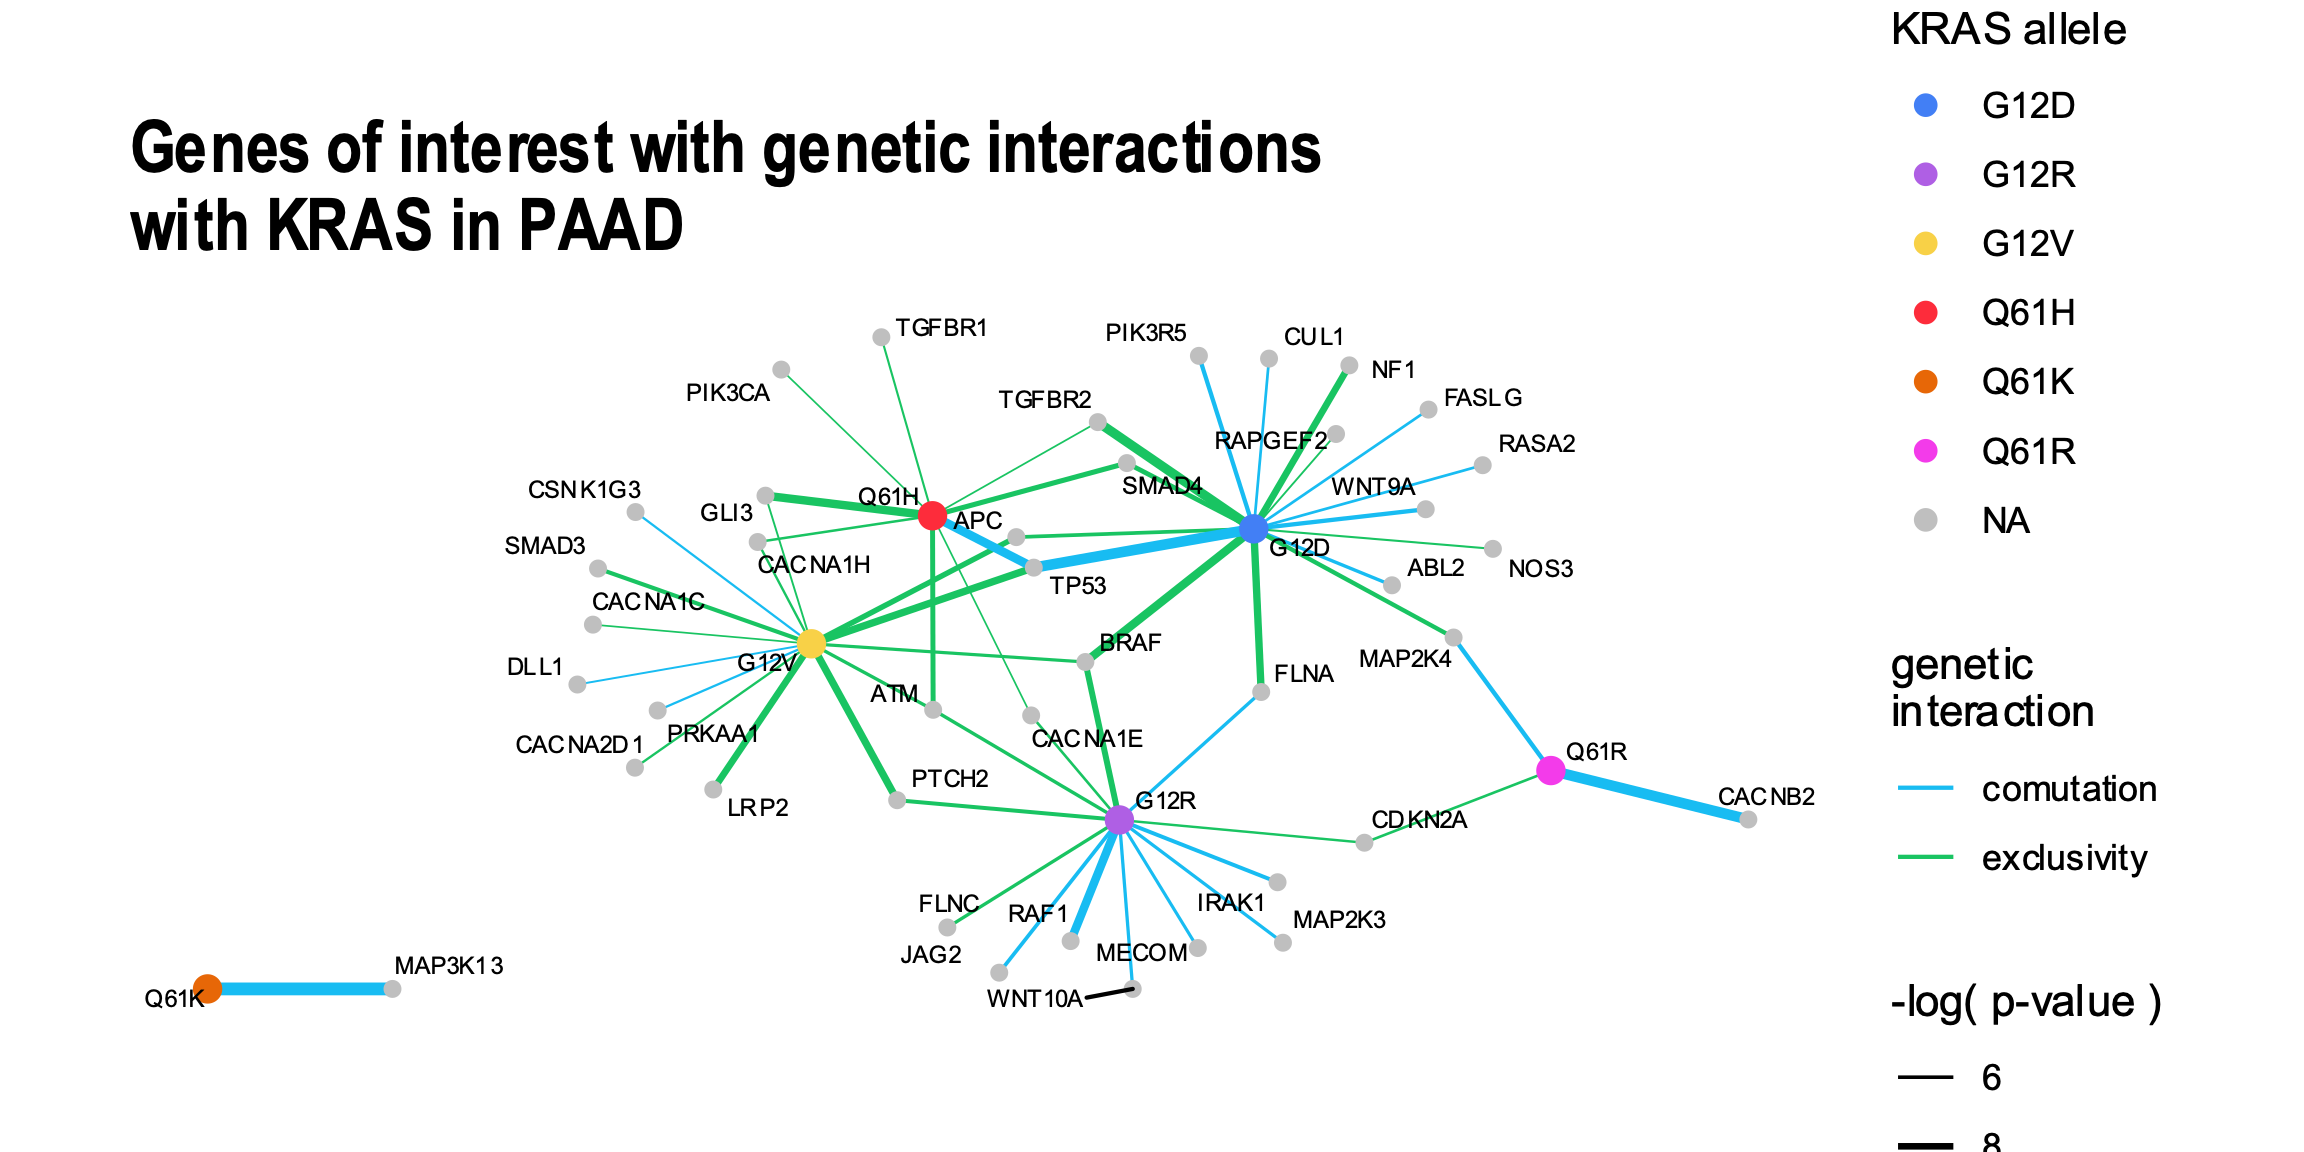 Genes of interest with genetic interactions
with KRAS in PAAD
TGFBR1
PIK3CA
PIK3R5
CUL1
NF1
TGFBR2
FASLG
RAPGEF2
RASA2
SMAD4
WNT9A
CSNK1G3
GLI3
Q61H
APC
SMAD3
CACNA1H
G12D
NOS3
ABL2
TP53
CACNA1C
BRAF
MAP2K4
DLL1
G12V
ATM
FLNA
CACNA2D1
PRKAA1
CACNA1E
Q61R
LRP2
PTCH2
G12R
CACNB2
CDKN2A
FLNC
RAF1
IRAK1
MAP2K3
JAG2
MECOM
WNT10A
MAP3K13
Q61K
KRAS allele
G12D
G12R
G12V
Q61H
Q61K
Q61R
NA
genetic
interaction
comutation
exclusivity
-log( p-value )
6
8